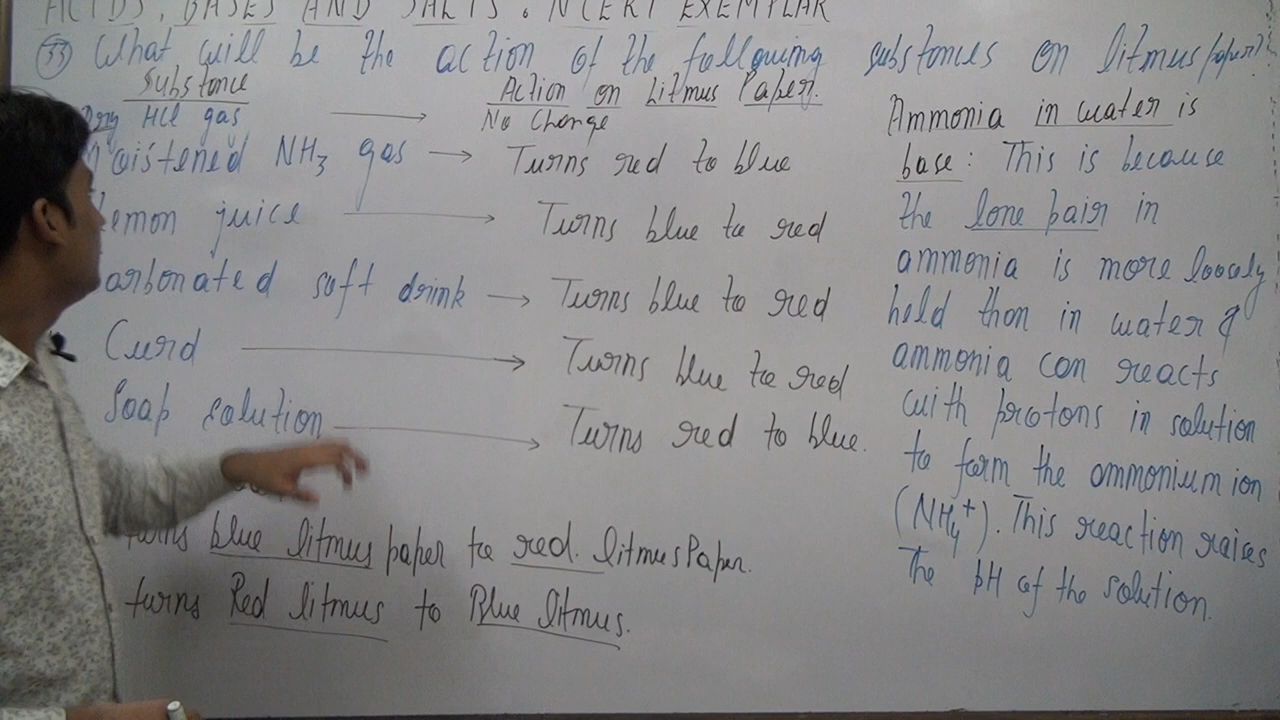 ACIDS, BASES AND SALTS. NCERT EXEMPLAR
33 What will be the action of the following substances on litmus paper?
Substance
Action on Litmus Paper.
Dry HCl gas → No Change
Moistened NH3 gas → Turns red to blue
Lemon juice → Turns blue to red
arbonated soft drink → Turns blue to red
Curd → Turns blue to red
Soap solution → Turns red to blue.
turns blue litmus paper to red. litmus Paper.
turns Red litmus to Blue litmus.
Ammonia in water is
base: This is because
the lone pair in
ammonia is more loosely
held than in water &
ammonia can reacts
with protons in solution
to form the ammonium ion
(NH4+). This reaction raises
The pH of the solution.